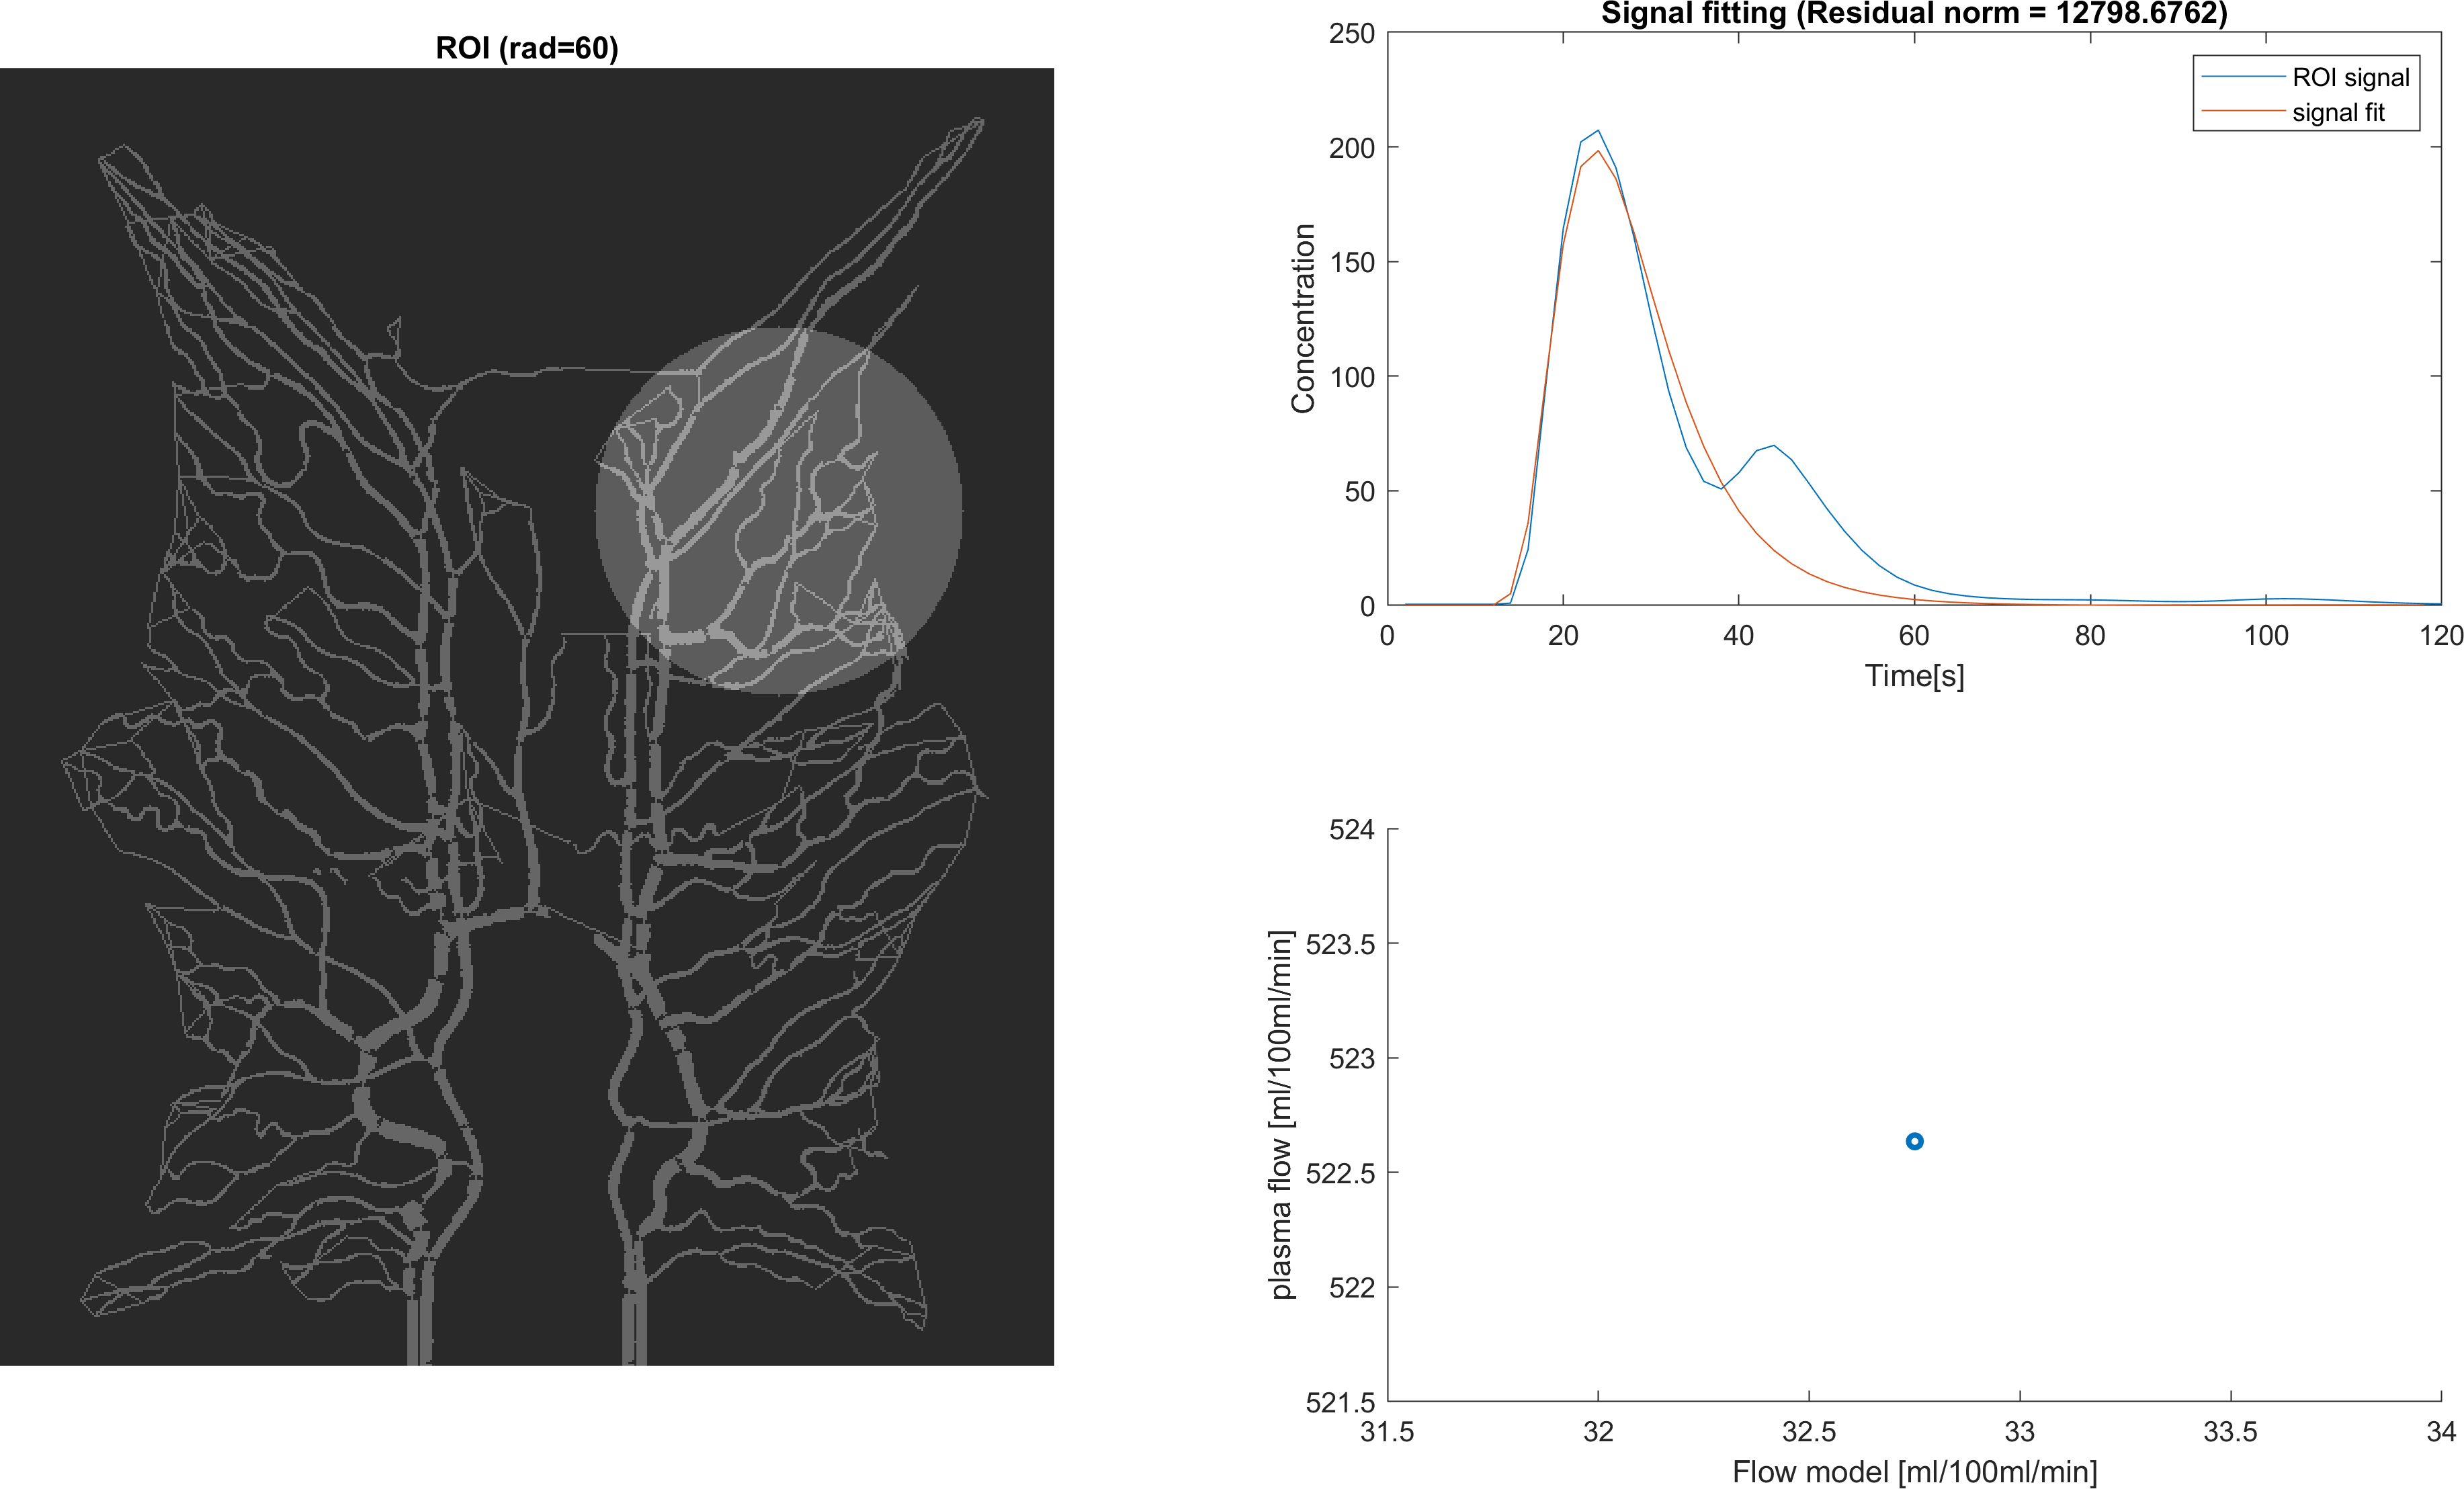 ROI (rad=60)
Signal fitting (Residual norm = 12798.6762)
250
200
150
100
50
0
Concentration
ROI signal
signal fit
0 20 40 60 80 100 120
Time[s]
524
523.5
523
522.5
522
521.5
plasma flow [ml/100ml/min]
31.5 32 32.5 33 33.5 34
Flow model [ml/100ml/min]